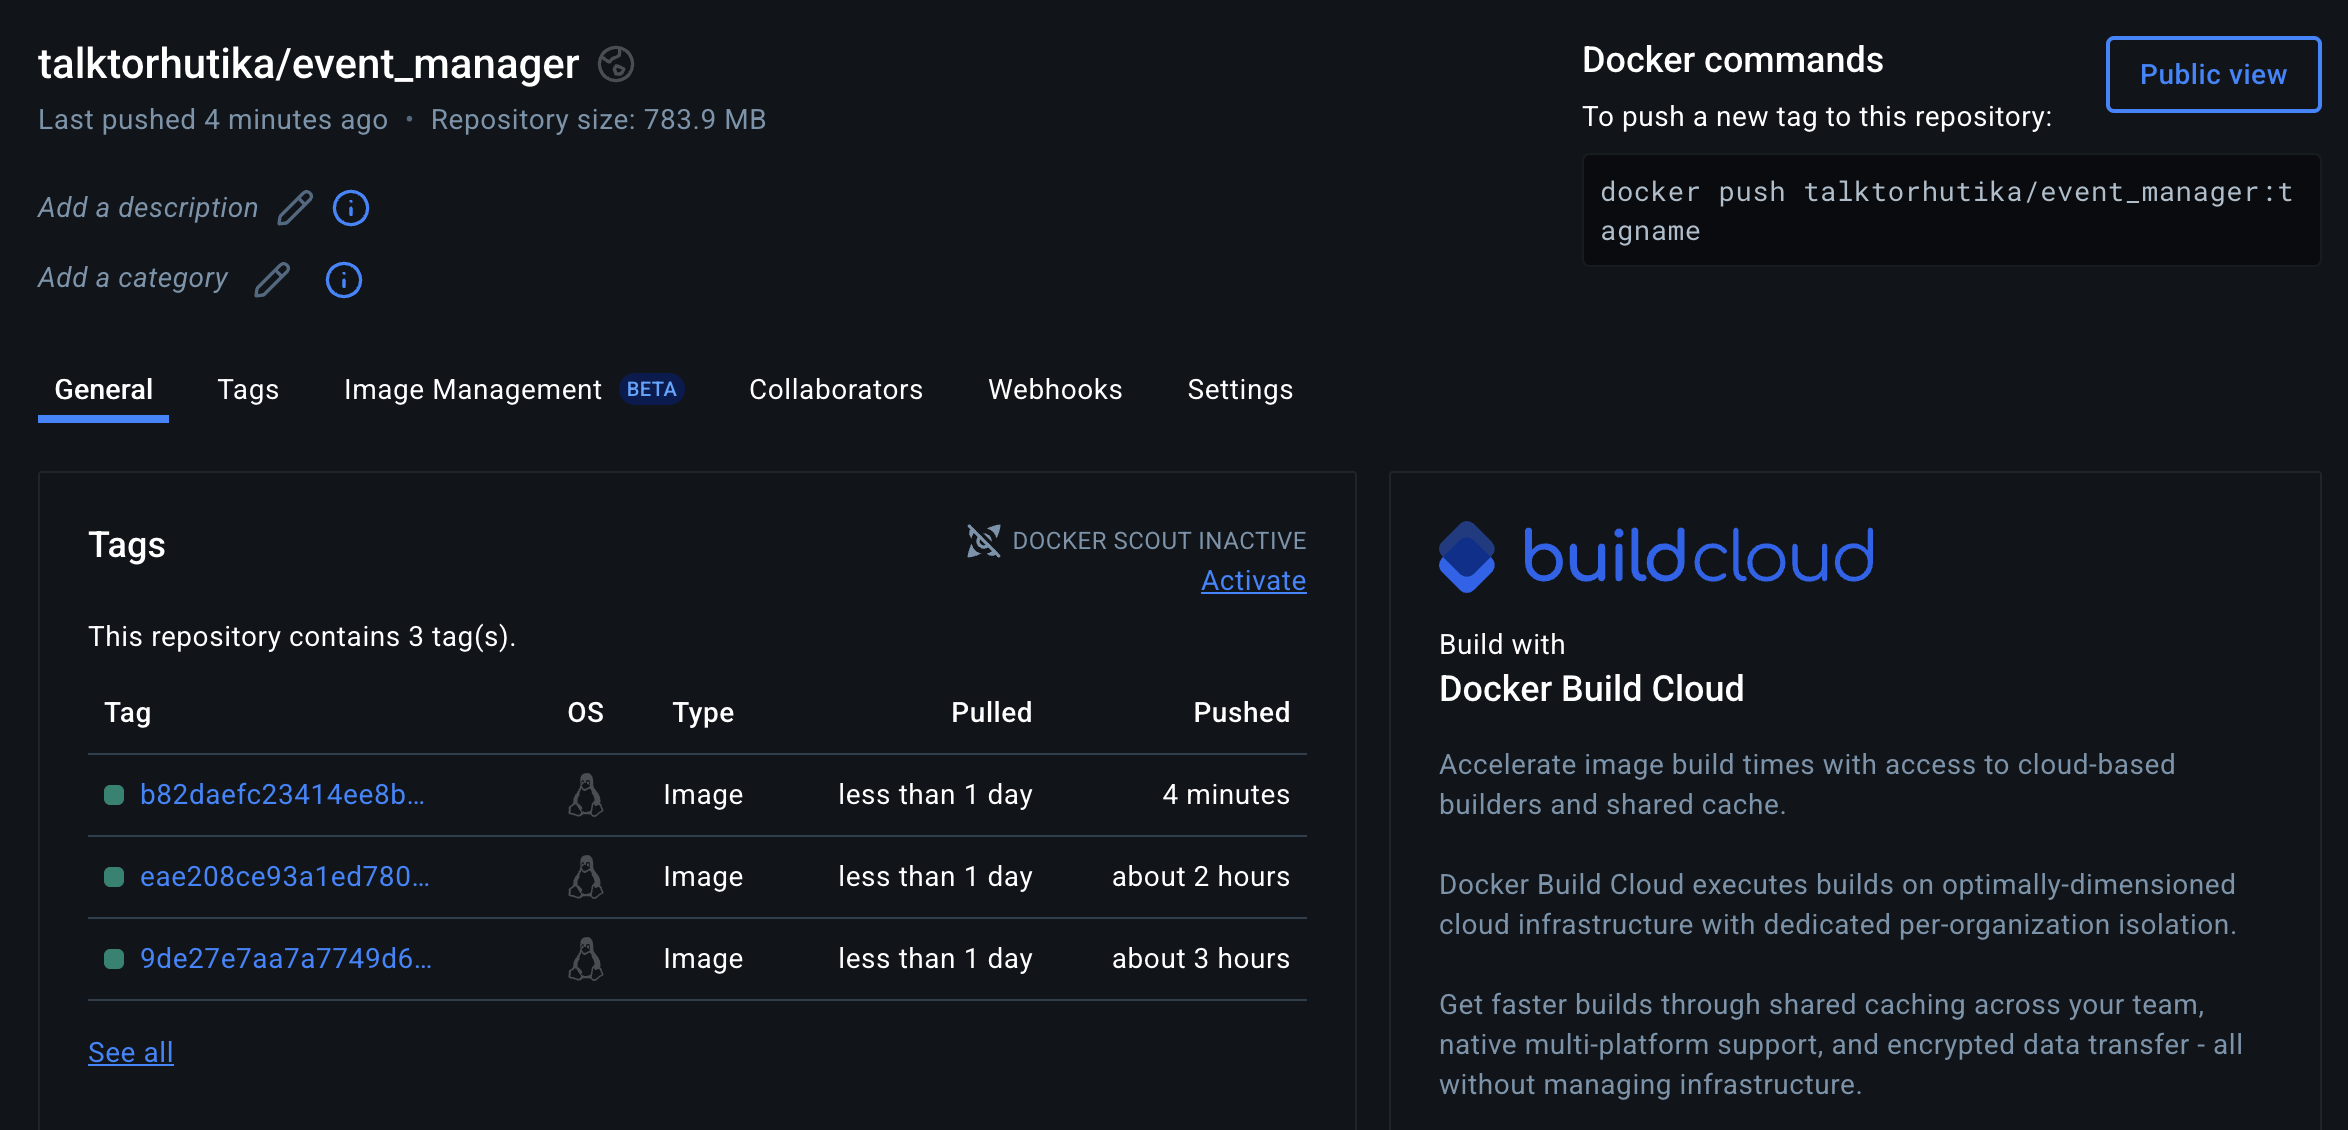 talktorhutika/event_manager
Last pushed 4 minutes ago • Repository size: 783.9 MB
Add a description
Add a category
Docker commands
Public view
To push a new tag to this repository:
docker push talktorhutika/event_manager:t
agname
General Tags Image Management BETA Collaborators Webhooks Settings
Tags
DOCKER SCOUT INACTIVE
Activate
This repository contains 3 tag(s).
Tag OS Type Pulled Pushed
b82daefc23414ee8b... Image less than 1 day 4 minutes
eae208ce93a1ed780... Image less than 1 day about 2 hours
9de27e7aa7a7749d6... Image less than 1 day about 3 hours
See all
buildcloud
Build with
Docker Build Cloud
Accelerate image build times with access to cloud-based
builders and shared cache.
Docker Build Cloud executes builds on optimally-dimensioned
cloud infrastructure with dedicated per-organization isolation.
Get faster builds through shared caching across your team,
native multi-platform support, and encrypted data transfer - all
without managing infrastructure.